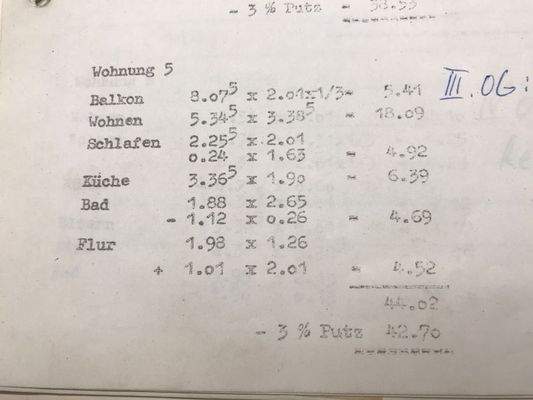 - 3 % Putz - 38.53
Wohnung 5
III. OG:
Balkon 8.07⁵ x 2.01x1/3- 5.41
Wohnen 5.34⁵ x 3.38⁵ - 18.09
Schlafen 2.25⁵ x 2.01
0.24 x 1.63 - 4.92
Küche 3.36⁵ x 1.90 - 6.39
Bad 1.88 x 2.65
- 1.12 x 0.26 - 4.69
Flur 1.98 x 1.26
+ 1.01 x 2.01 - 4.52
44.02
- 3 % Putz 42.70